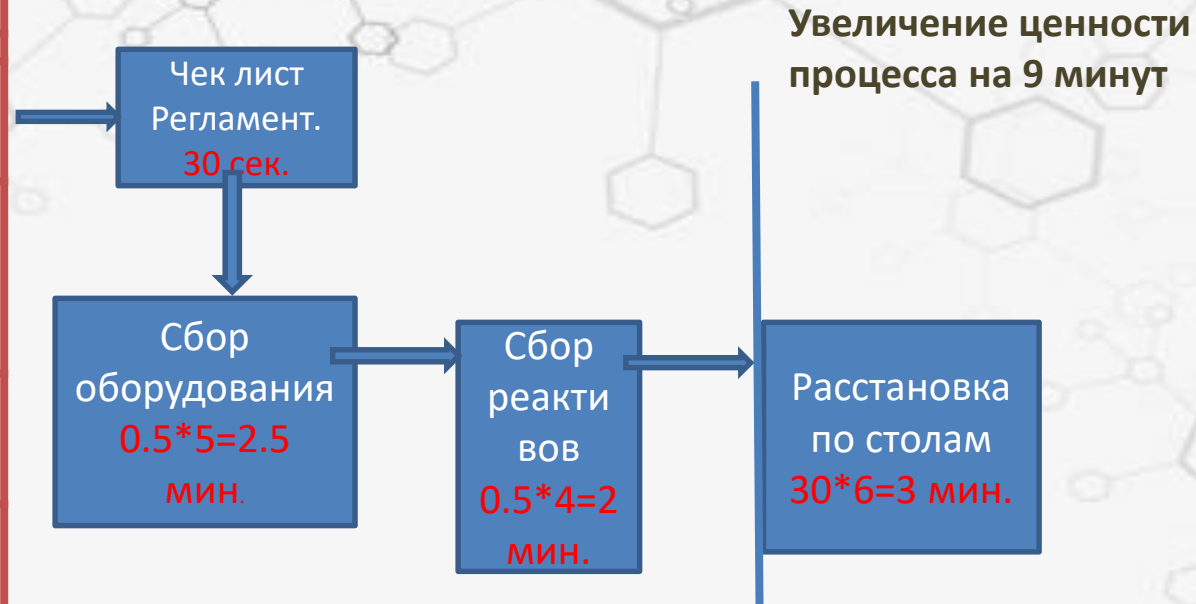 Увеличение ценности
процесса на 9 минут
Чек лист
Регламент.
30 сек.
Сбор
оборудования
0.5*5=2.5
мин.
Сбор
реакти
вов
0.5*4=2
мин.
Расстановка
по столам
30*6=3 мин.